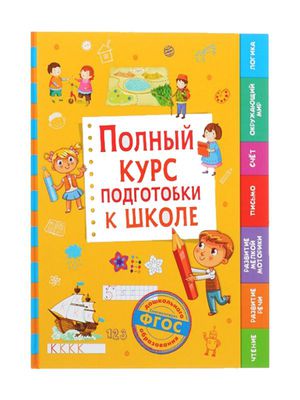 ПОЛНЫЙ
КУРС
ПОДГОТОВКИ
К ШКОЛЕ
ЛОГИКА
ОКРУЖАЮЩИЙ
МИР
СЧЁТ
ПИСЬМО
РАЗВИТИЕ
МЕЛКОЙ
МОТОРИКИ
РАЗВИТИЕ
РЕЧИ
ЧТЕНИЕ
ДОШКОЛЬНОГО
ФГОС
ОБРАЗОВАНИЯ
123
КККК